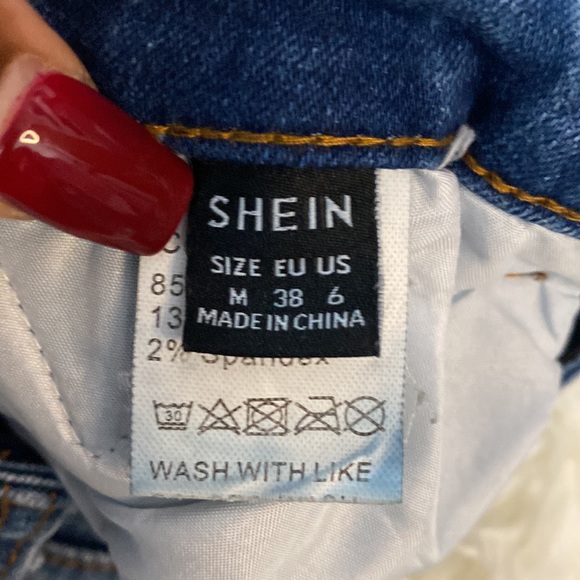 SHEIN
SIZE EU US
M 38 6
MADE IN CHINA
85
13
2% Spandex
30
WASH WITH LIKE